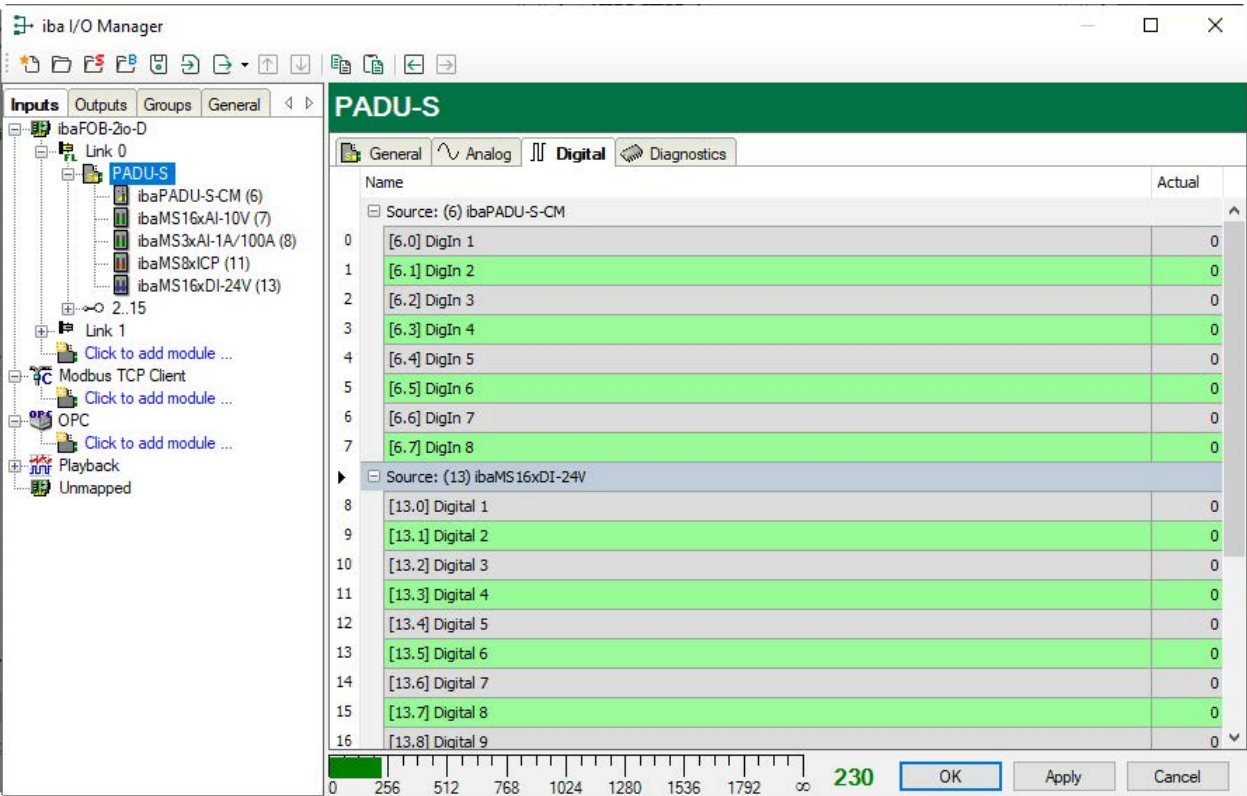 iba I/O Manager
Inputs Outputs Groups General
ibaFOB-2io-D
Link 0
PADU-S
ibaPADU-S-CM (6)
ibaMS16xAI-10V (7)
ibaMS3xAI-1A/100A (8)
ibaMS8xICP (11)
ibaMS16xDI-24V (13)
2..15
Link 1
Click to add module ...
Modbus TCP Client
Click to add module ...
OPC
Click to add module ...
Playback
Unmapped
PADU-S
General Analog Digital Diagnostics
Name Actual
Source: (6) ibaPADU-S-CM
0 [6.0] DigIn 1 0
1 [6.1] DigIn 2 0
2 [6.2] DigIn 3 0
3 [6.3] DigIn 4 0
4 [6.4] DigIn 5 0
5 [6.5] DigIn 6 0
6 [6.6] DigIn 7 0
7 [6.7] DigIn 8 0
Source: (13) ibaMS16xDI-24V
8 [13.0] Digital 1 0
9 [13.1] Digital 2 0
10 [13.2] Digital 3 0
11 [13.3] Digital 4 0
12 [13.4] Digital 5 0
13 [13.5] Digital 6 0
14 [13.6] Digital 7 0
15 [13.7] Digital 8 0
16 [13.8] Digital 9 0
0 256 512 768 1024 1280 1536 1792 ∞ 230 OK Apply Cancel